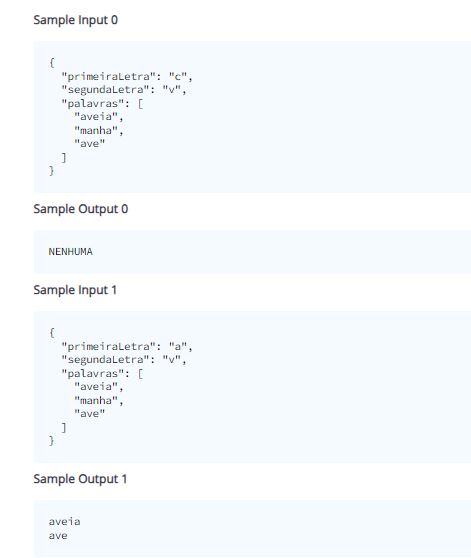 Sample Input 0
{
"primeiraLetra": "c",
"segundaLetra": "v",
"palavras": [
"aveia",
"manha",
"ave"
]
}
Sample Output 0
NENHUMA
Sample Input 1
{
"primeiraLetra": "a",
"segundaLetra": "v",
"palavras": [
"aveia",
"manha",
"ave"
]
}
Sample Output 1
aveia
ave